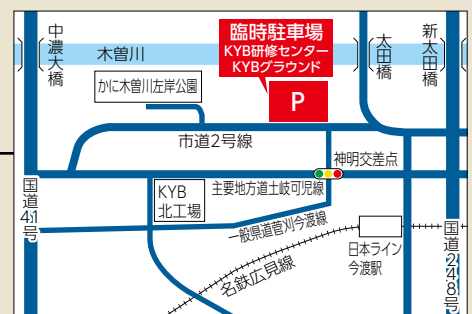 中濃大橋
木曽川
臨時駐車場
KYB研修センター
KYBグラウンド
P
太田橋
新太田橋
かに木曽川左岸公園
市道2号線
神明交差点
国道41号
KYB
北工場
主要地方道土岐可児線
一般県道菅刈今渡線
名鉄広見線
日本ライン
今渡駅
国道248号